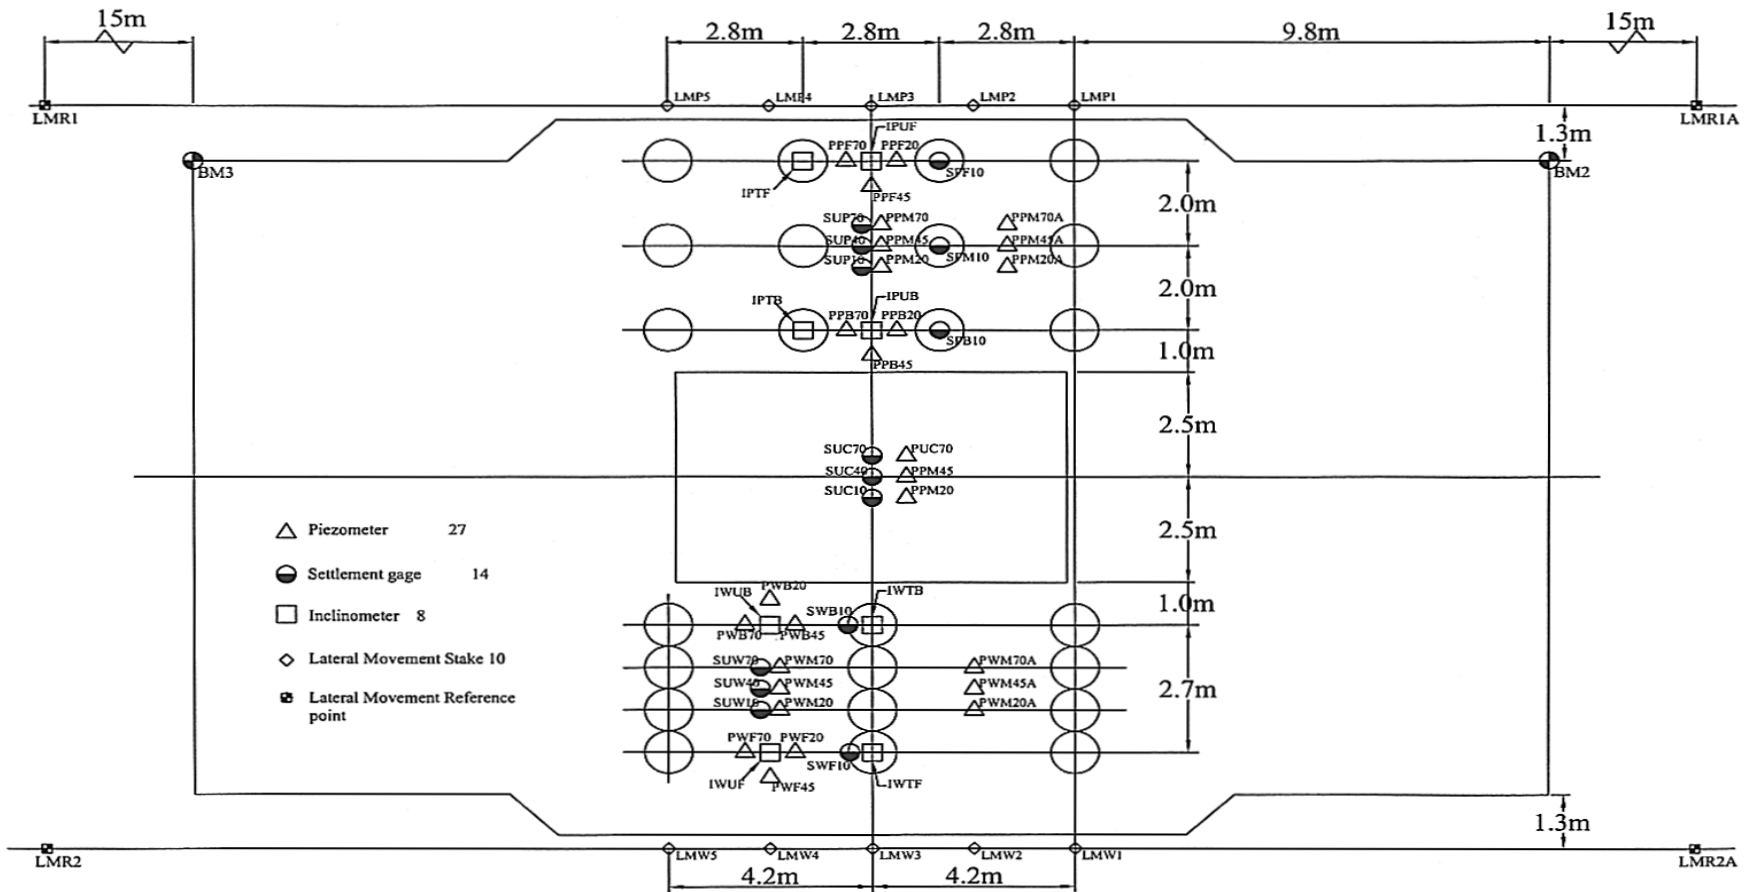 15m
2.8m 2.8m 2.8m 9.8m
15m
LMR1
LMP5 LMP4 LMP3 LMP2 LMP1
LMR1A
1.3m
IPUF
PPF70 PPF20
BM3
IPTF
SFF10
BM2
PPF45
2.0m
SUP70 PPM70 PPM70A
SUP40 PPM45 PPM45A
SFM10
SUP10 PPM20 PPM20A
2.0m
IPTB IPUB
PPB70 PPB20
SFB10
1.0m
PPB45
2.5m
SUC70 PUC70
SUC40 PPM45
SUC10 PPM20
2.5m
Piezometer 27
Settlement gage 14
Inclinometer 8
Lateral Movement Stake 10
Lateral Movement Reference
point
PWB20
IWUB IWTB
SWB10
1.0m
PWB70 PWB45
SUW70 PWM70 PWM70A
SUW40 PWM45 PWM45A
2.7m
SUW10 PWM20 PWM20A
PWF70 PWF20
SWF10
IWUF PWF45 IWTF
1.3m
LMR2
LMW5 LMW4 LMW3 LMW2 LMW1
LMR2A
4.2m 4.2m